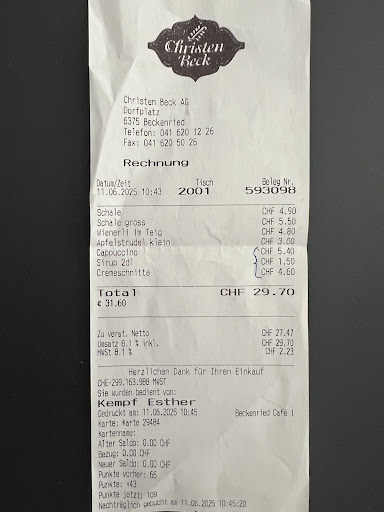 Christen
Beck
Christen Beck AG
Dorfplatz
6375 Beckenried
Telefon: 041 620 12 26
Fax: 041 620 50 26
Rechnung
Datum/Zeit Tisch Beleg Nr.
11.06.2025 10:43 2001 593098
Schale CHF 4.90
Schale gross CHF 5.50
Wienerli im Teig CHF 4.80
Apfelstrudel klein CHF 3.00
Cappuccino CHF 5.40
Sirup 2dl CHF 1.50
Cremeschnitte CHF 4.60
Total CHF 29.70
€ 31.60
Zu verst. Netto CHF 27.47
Umsatz 8.1 % inkl. CHF 29.70
MWSt 8.1 % CHF 2.23
Herzlichen Dank für Ihren Einkauf
CHE-299.163.988 MWST
Sie wurden bedient von:
Kempf Esther
Gedruckt am: 11.06.2025 10:45 Beckenried Cafe 1
Karte: Karte 29484
Kartenname:
Alter Saldo: 0.00 CHF
Bezug: 0.00 CHF
Neuer Saldo: 0.00 CHF
Punkte vorher: 66
Punkte: +43
Punkte jetzt: 109
Nachträglich gebucht am 11.06.2025 10:45:20